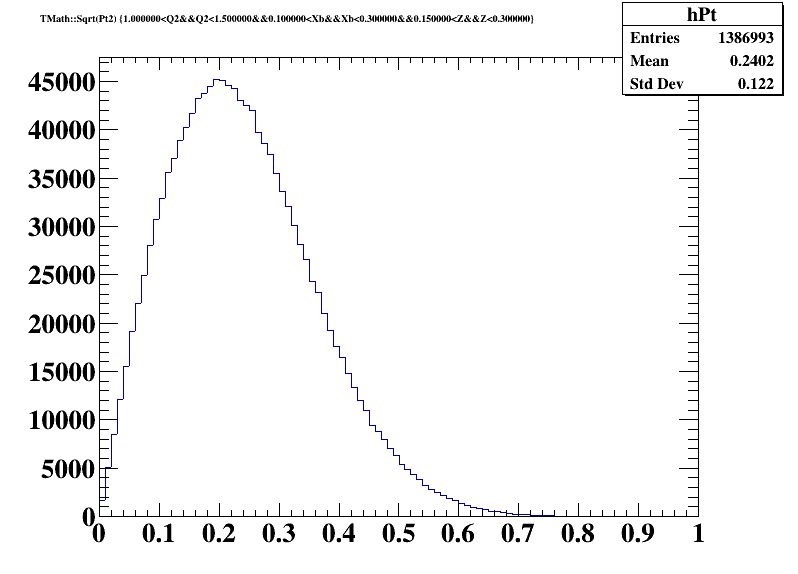 TMath::Sqrt(Pt2) {1.000000<Q2&&Q2<1.500000&&0.100000<Xb&&Xb<0.300000&&0.150000<Z&&Z<0.300000}
hPt
Entries 1386993
Mean 0.2402
Std Dev 0.122
45000
40000
35000
30000
25000
20000
15000
10000
5000
0
0 0.1 0.2 0.3 0.4 0.5 0.6 0.7 0.8 0.9 1